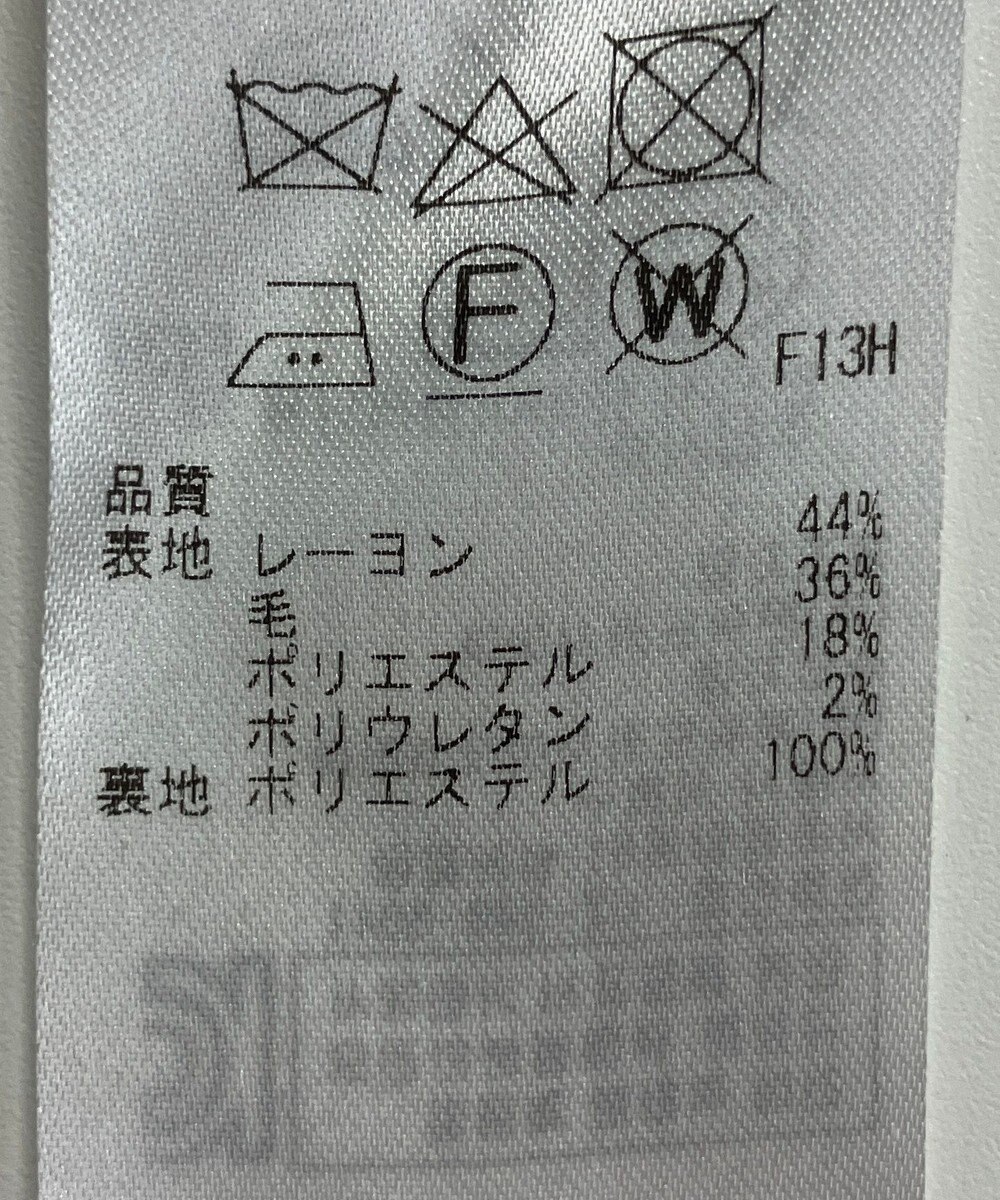 F W F13H
品質
表地 レーヨン 44%
毛 36%
ポリエステル 18%
ポリウレタン 2%
裏地 ポリエステル 100%